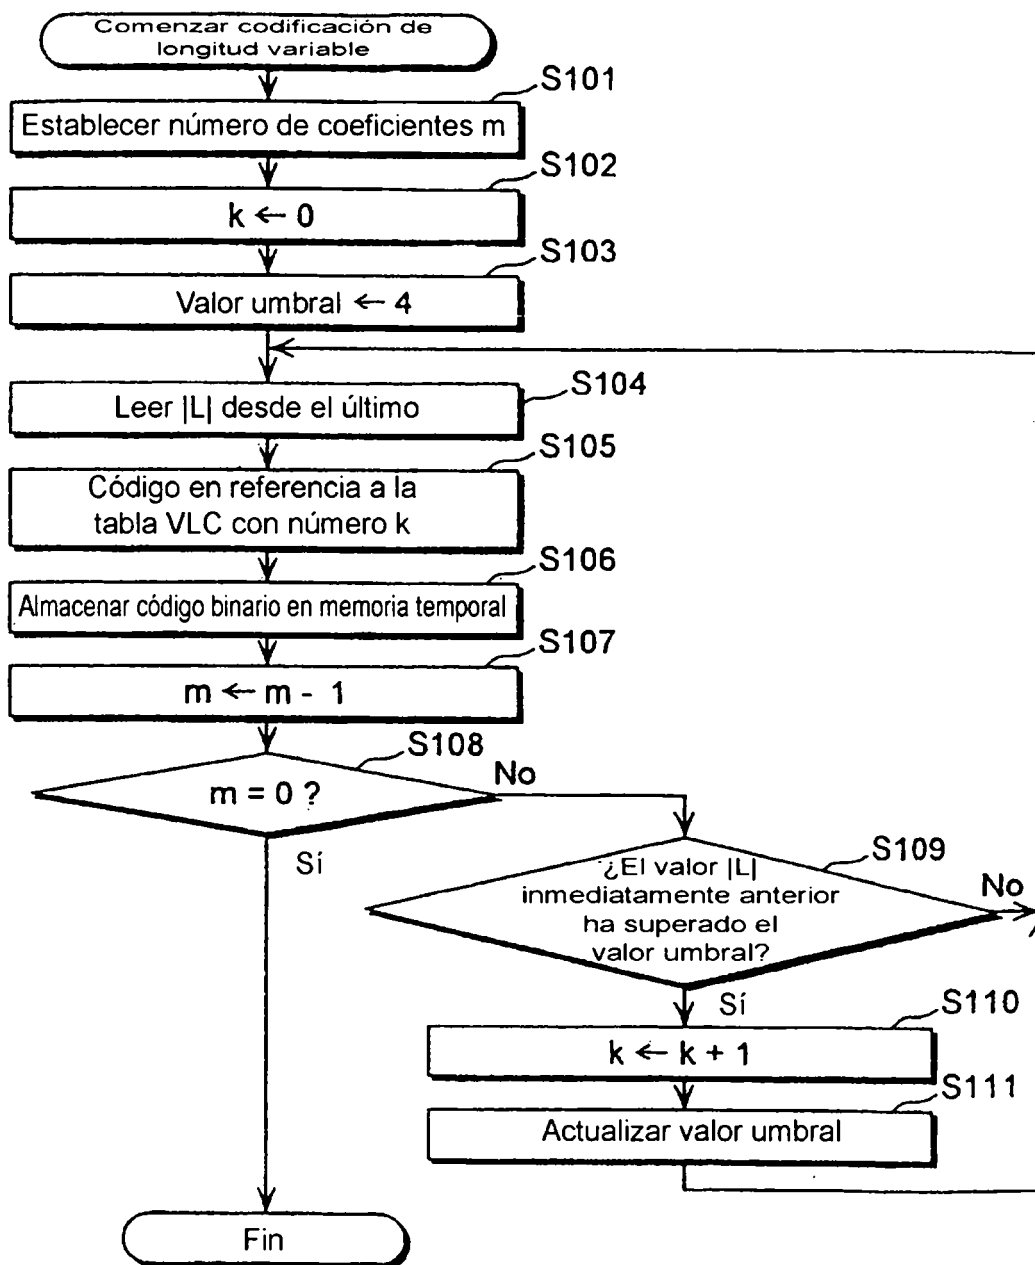 Comenzar codificación de
longitud variable
S101
Establecer número de coeficientes m
S102
k ← 0
S103
Valor umbral ← 4
S104
Leer |L| desde el último
S105
Código en referencia a la
tabla VLC con número k
S106
Almacenar código binario en memoria temporal
S107
m ← m - 1
S108
m = 0 ?
No
Sí
S109
¿El valor |L|
inmediatamente anterior
ha superado el
valor umbral?
No
Sí
S110
k ← k + 1
S111
Actualizar valor umbral
Fin